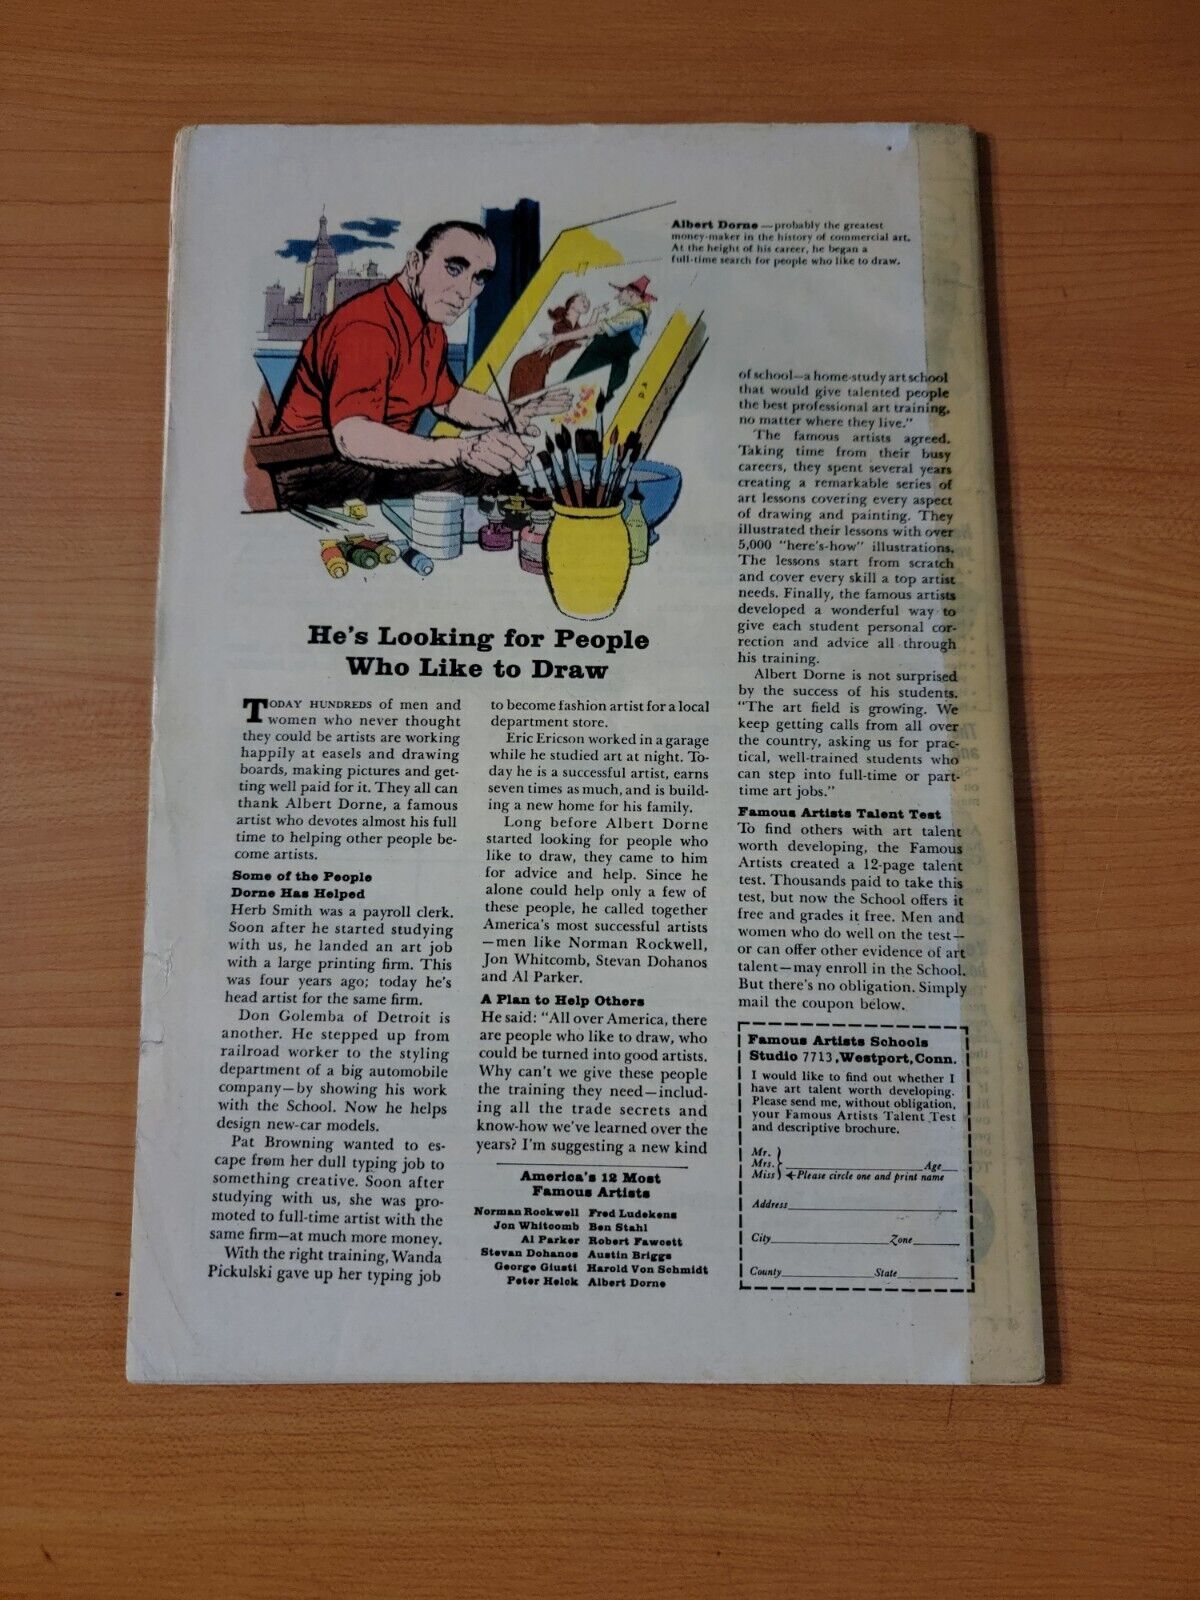 Albert Dorne—probably the greatest
money-maker in the history of commercial art.
At the height of his career, he began a
full-time search for people who like to draw.
He's Looking for People
Who Like to Draw
TODAY HUNDREDS of men and
women who never thought
they could be artists are working
happily at easels and drawing
boards, making pictures and get-
ting well paid for it. They all can
thank Albert Dorne, a famous
artist who devotes almost his full
time to helping other people be-
come artists.
Some of the People
Dorne Has Helped
Herb Smith was a payroll clerk.
Soon after he started studying
with us, he landed an art job
with a large printing firm. This
was four years ago; today he's
head artist for the same firm.
Don Golemba of Detroit is
another. He stepped up from
railroad worker to the styling
department of a big automobile
company—by showing his work
with the School. Now he helps
design new-car models.
Pat Browning wanted to es-
cape from her dull typing job to
something creative. Soon after
studying with us, she was pro-
moted to full-time artist with the
same firm—at much more money.
With the right training, Wanda
Pickulski gave up her typing job
to become fashion artist for a local
department store.
Eric Ericson worked in a garage
while he studied art at night. To-
day he is a successful artist, earns
seven times as much, and is build-
ing a new home for his family.
Long before Albert Dorne
started looking for people who
like to draw, they came to him
for advice and help. Since he
alone could help only a few of
these people, he called together
America's most successful artists
—men like Norman Rockwell,
Jon Whitcomb, Stevan Dohanos
and Al Parker.
A Plan to Help Others
He said: "All over America, there
are people who like to draw, who
could be turned into good artists.
Why can't we give these people
the training they need—includ-
ing all the trade secrets and
know-how we've learned over the
years? I'm suggesting a new kind
America's 12 Most
Famous Artists
Norman Rockwell Fred Ludekens
Jon Whitcomb Ben Stahl
Al Parker Robert Fawcett
Stevan Dohanos Austin Briggs
George Giusti Harold Von Schmidt
Peter Helck Albert Dorne
of school—a home-study art school
that would give talented people
the best professional art training,
no matter where they live."
The famous artists agreed.
Taking time from their busy
careers, they spent several years
creating a remarkable series of
art lessons covering every aspect
of drawing and painting. They
illustrated their lessons with over
5,000 "here's-how" illustrations.
The lessons start from scratch
and cover every skill a top artist
needs. Finally, the famous artists
developed a wonderful way to
give each student personal cor-
rection and advice all through
his training.
Albert Dorne is not surprised
by the success of his students.
"The art field is growing. We
keep getting calls from all over
the country, asking us for prac-
tical, well-trained students who
can step into full-time or part-
time art jobs."
Famous Artists Talent Test
To find others with art talent
worth developing, the Famous
Artists created a 12-page talent
test. Thousands paid to take this
test, but now the School offers it
free and grades it free. Men and
women who do well on the test—
or can offer other evidence of art
talent—may enroll in the School.
But there's no obligation. Simply
mail the coupon below.
Famous Artists Schools
Studio 7713, Westport, Conn.
I would like to find out whether I
have art talent worth developing.
Please send me, without obligation,
your Famous Artists Talent Test
and descriptive brochure.
Mr.
Mrs. Age
Miss Please circle one and print name
Address
City Zone
County State